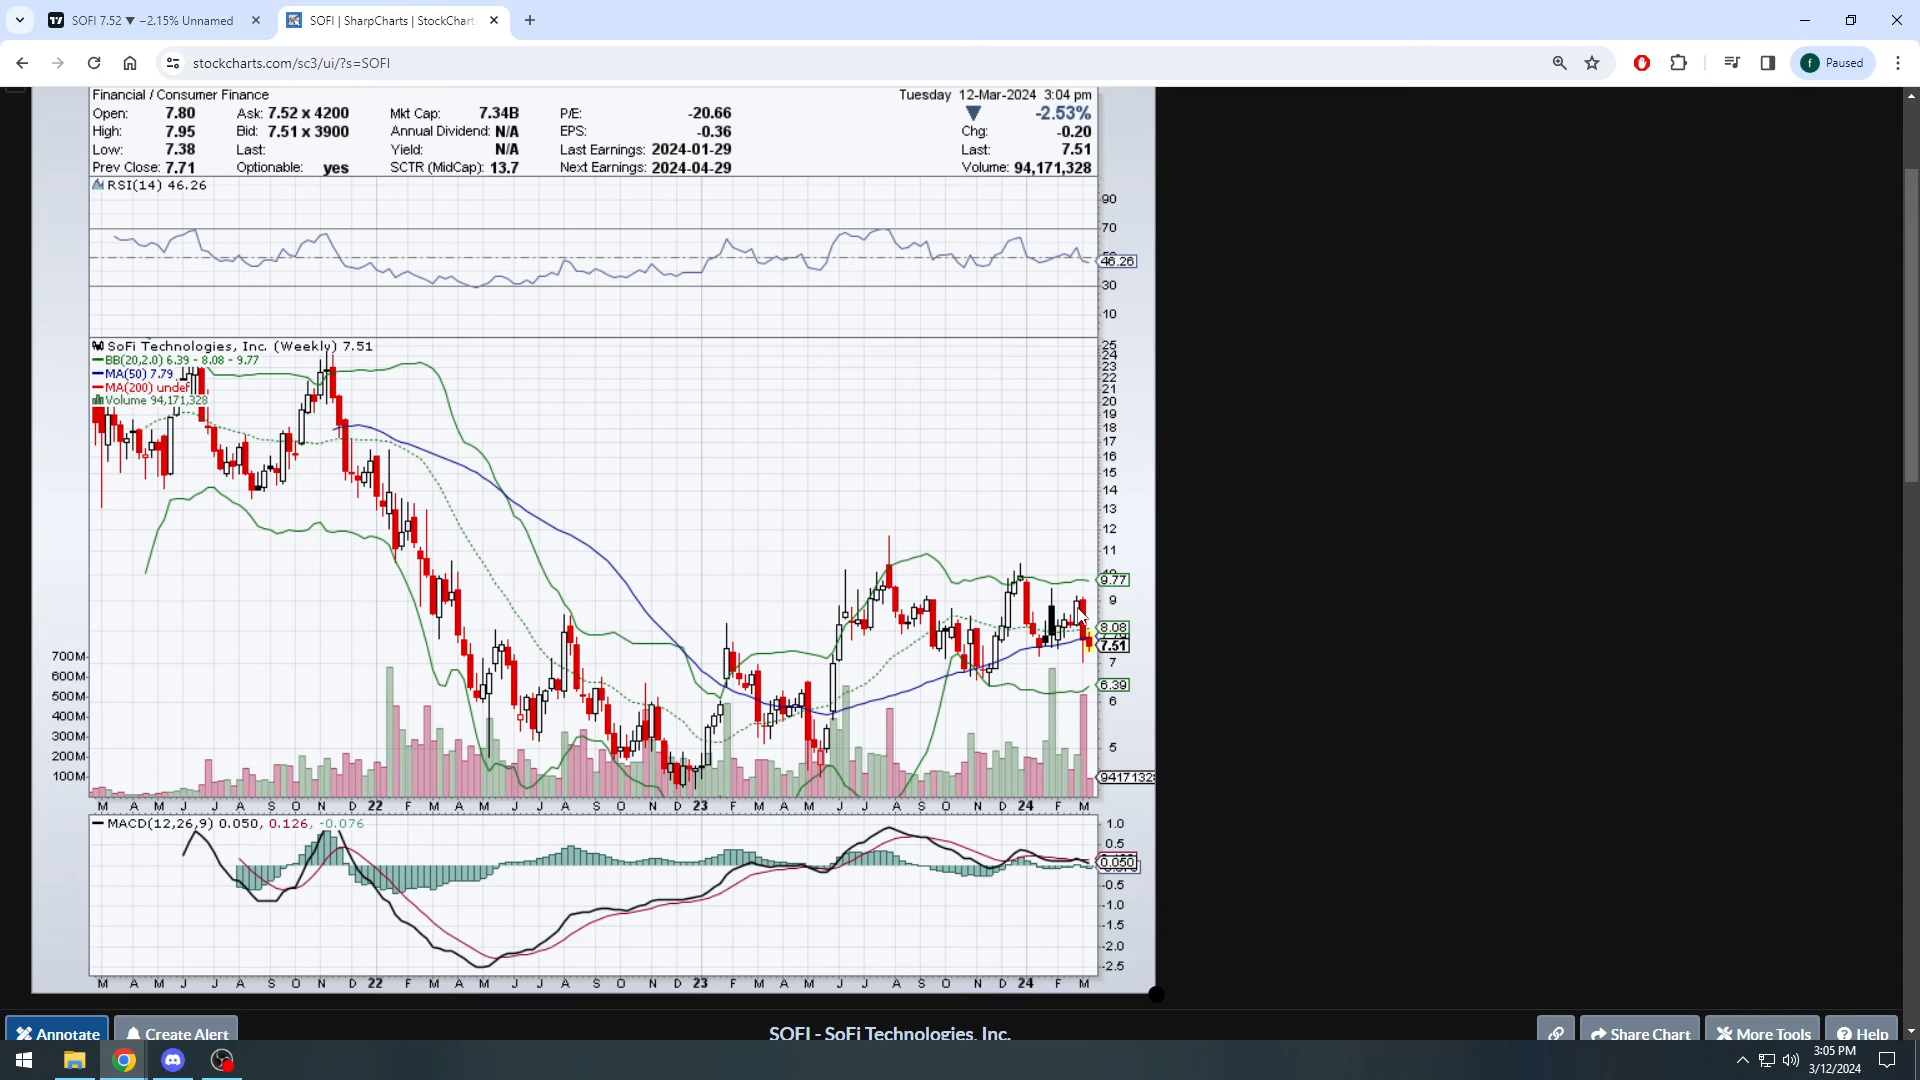 SOFI 7.52 ▼ −2.15% Unnamed
SOFI | SharpCharts | StockChart
stockcharts.com/sc3/ui/?s=SOFI
f Paused
Financial / Consumer Finance
Tuesday 12-Mar-2024 3:04 pm
Open: 7.80 Ask: 7.52 x 4200 Mkt Cap: 7.34B P/E: -20.66 ▼ -2.53%
High: 7.95 Bid: 7.51 x 3900 Annual Dividend: N/A EPS: -0.36 Chg: -0.20
Low: 7.38 Last: Yield: N/A Last Earnings: 2024-01-29 Last: 7.51
Prev Close: 7.71 Optionable: yes SCTR (MidCap): 13.7 Next Earnings: 2024-04-29 Volume: 94,171,328
RSI(14) 46.26
90
70
46.26
30
10
SoFi Technologies, Inc. (Weekly) 7.51
BB(20,2.0) 6.39 - 8.08 - 9.77
MA(50) 7.79
MA(200) undef
Volume 94,171,328
25
24
23
22
21
20
19
18
17
16
15
14
13
12
11
9.77
9
8.08
7.51
7
6.39
6
5
700M
600M
500M
400M
300M
200M
100M
94171328
M A M J J A S O N D 22 F M A M J J A S O N D 23 F M A M J J A S O N D 24 F M
MACD(12,26,9) 0.050, 0.126, -0.076
1.0
0.5
0.050
-0.5
-1.0
-1.5
-2.0
-2.5
M A M J J A S O N D 22 F M A M J J A S O N D 23 F M A M J J A S O N D 24 F M
Annotate
Create Alert
SOFI - SoFi Technologies, Inc.
Share Chart
More Tools
Help
3:05 PM
3/12/2024